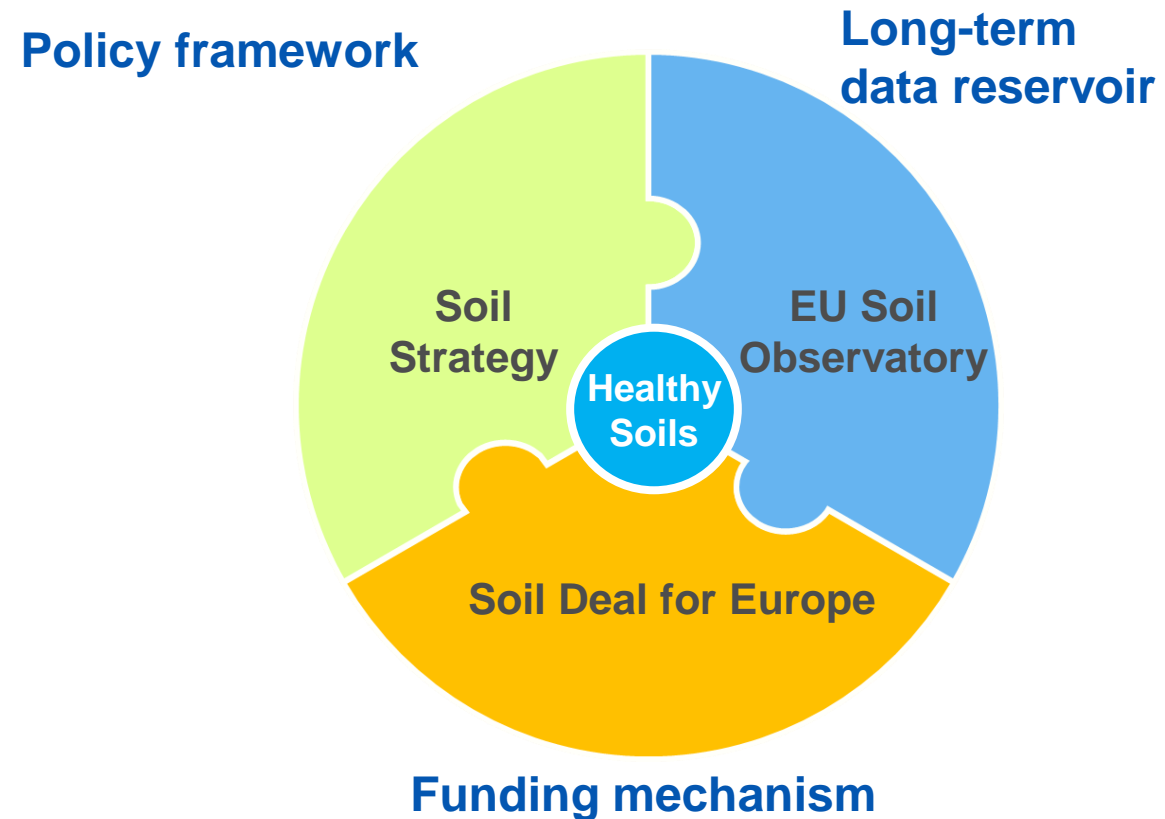 Policy framework
Long-term
data reservoir
Soil
Strategy
EU Soil
Observatory
Healthy
Soils
Soil Deal for Europe
Funding mechanism